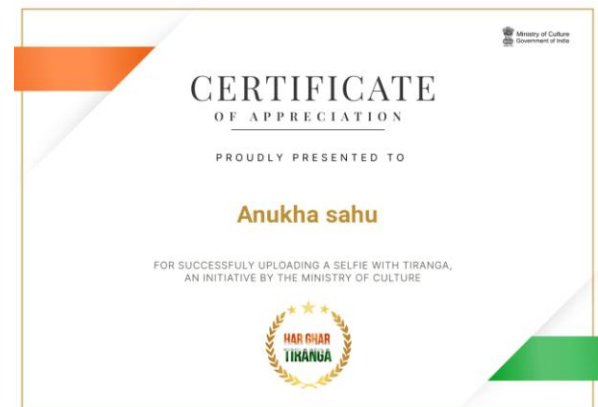 Ministry of Culture
Government of India
CERTIFICATE
OF APPRECIATION
PROUDLY PRESENTED TO
Anukha sahu
FOR SUCCESSFULY UPLOADING A SELFIE WITH TIRANGA,
AN INITIATIVE BY THE MINISTRY OF CULTURE
HAR GHAR
TIRANGA